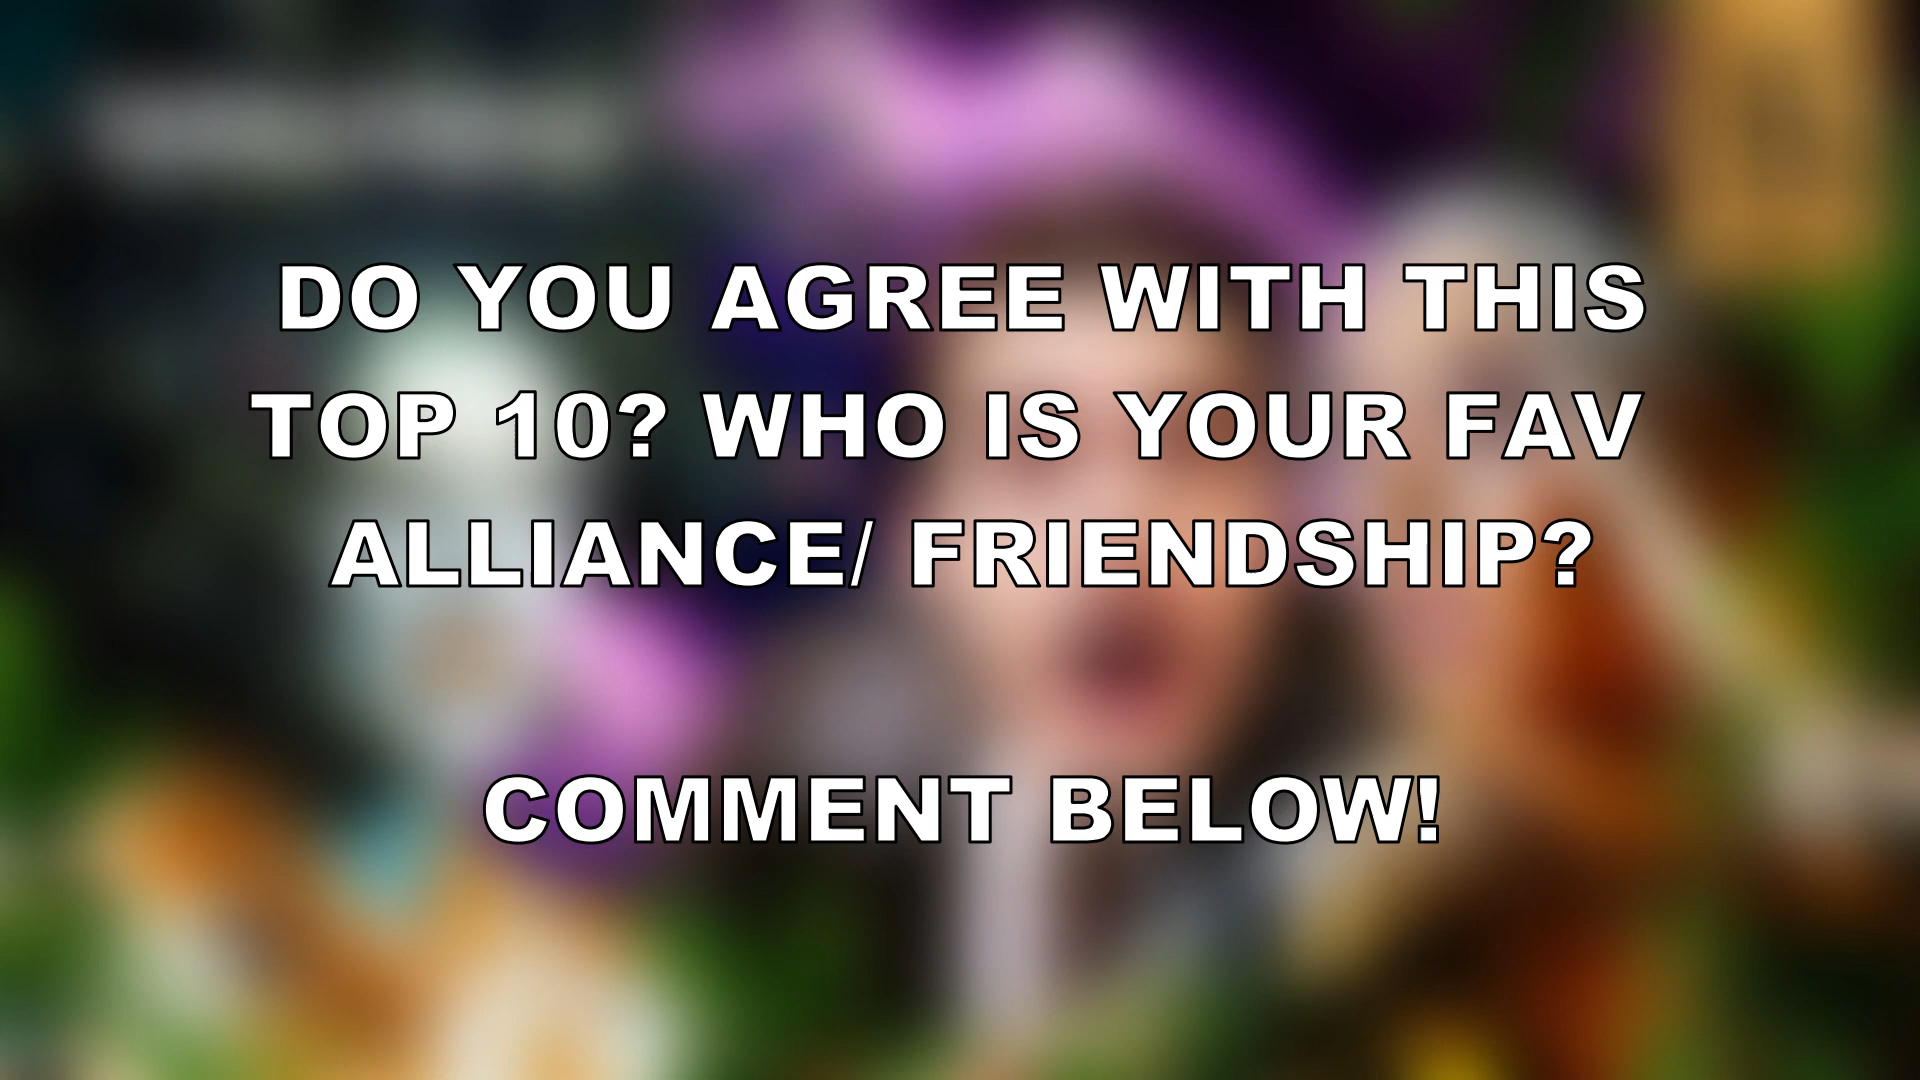 DO YOU AGREE WITH THIS
TOP 10? WHO IS YOUR FAV
ALLIANCE/ FRIENDSHIP?
COMMENT BELOW!